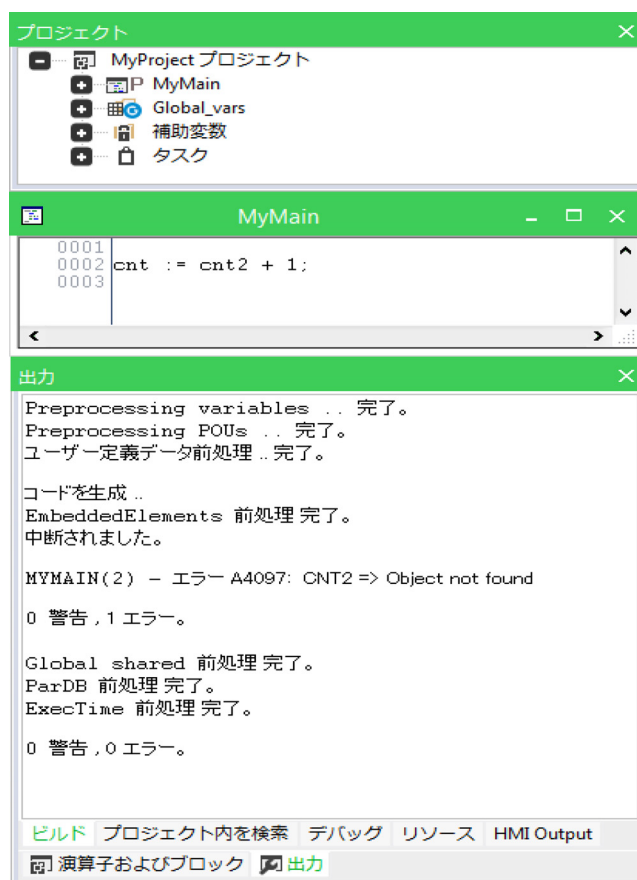 プロジェクト
MyProject プロジェクト
P MyMain
Global_vars
補助変数
タスク
MyMain
0001
0002 cnt := cnt2 + 1;
0003
出力
Preprocessing variables .. 完了。
Preprocessing POUs .. 完了。
ユーザー定義データ前処理 .. 完了。
コードを生成 ..
EmbeddedElements 前処理 完了。
中断されました。
MYMAIN(2) – エラー A4097: CNT2 => Object not found
0 警告 , 1 エラー。
Global shared 前処理 完了。
ParDB 前処理 完了。
ExecTime 前処理 完了。
0 警告 , 0 エラー。
ビルド プロジェクト内を検索 デバッグ リソース HMI Output
演算子およびブロック 出力